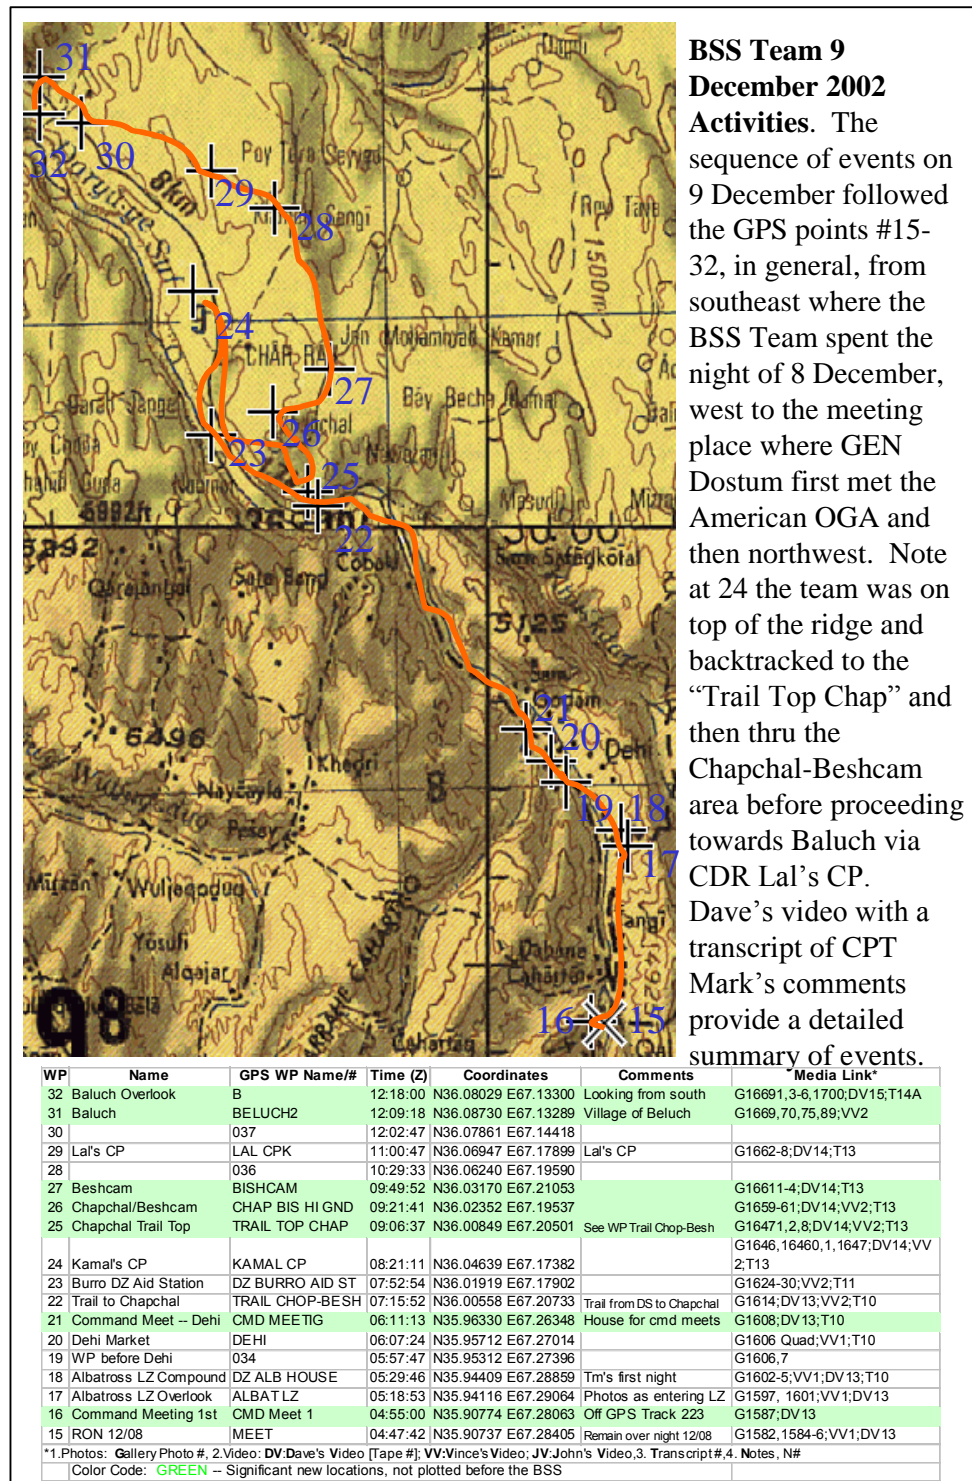 BSS Team 9
December 2002
Activities. The
sequence of events on
9 December followed
the GPS points #15-
32, in general, from
southeast where the
BSS Team spent the
night of 8 December,
west to the meeting
place where GEN
Dostum first met the
American OGA and
then northwest. Note
at 24 the team was on
top of the ridge and
backtracked to the
“Trail Top Chap” and
then thru the
Chapchal-Beshcam
area before proceeding
towards Baluch via
CDR Lal’s CP.
Dave’s video with a
transcript of CPT
Mark’s comments
provide a detailed
summary of events.
31
32
30
8km
29
28
1500m
24
CHĀR
27
23
26
25
22
5125
21
20
Dehi
6496
Khedri
Naycayla
19
18
17
Yosufi
Alqajar
98
16
15
WP Name GPS WP Name/# Time (Z) Coordinates Comments Media Link*
32 Baluch Overlook B 12:18:00 N36.08029 E67.13300 Looking from south G16691,3-6,1700;DV15;T14A
31 Baluch BELUCH2 12:09:18 N36.08730 E67.13289 Village of Beluch G1669,70,75,89;VV2
30 037 12:02:47 N36.07861 E67.14418
29 Lal's CP LAL CPK 11:00:47 N36.06947 E67.17899 Lal's CP G1662-8;DV14;T13
28 036 10:29:33 N36.06240 E67.19590
27 Beshcam BISHCAM 09:49:52 N36.03170 E67.21053 G16611-4;DV14;T13
26 Chapchal/Beshcam CHAP BIS HI GND 09:21:41 N36.02352 E67.19537 G1659-61;DV14;VV2;T13
25 Chapchal Trail Top TRAIL TOP CHAP 09:06:37 N36.00849 E67.20501 See WP Trail Chop-Besh G16471,2,8;DV14;VV2;T13
24 Kamal's CP KAMAL CP 08:21:11 N36.04639 E67.17382 G1646,16460,1,1647;DV14;VV
2;T13
23 Burro DZ Aid Station DZ BURRO AID ST 07:52:54 N36.01919 E67.17902 G1624-30;VV2;T11
22 Trail to Chapchal TRAIL CHOP-BESH 07:15:52 N36.00558 E67.20733 Trail from DS to Chapchal G1614;DV13;VV2;T10
21 Command Meet -- Dehi CMD MEETIG 06:11:13 N35.96330 E67.26348 House for cmd meets G1608;DV13;T10
20 Dehi Market DEHI 06:07:24 N35.95712 E67.27014 G1606 Quad;VV1;T10
19 WP before Dehi 034 05:57:47 N35.95312 E67.27396 G1606,7
18 Albatross LZ Compound DZ ALB HOUSE 05:29:46 N35.94409 E67.28859 Tm's first night G1602-5;VV1;DV13;T10
17 Albatross LZ Overlook ALBAT LZ 05:18:53 N35.94116 E67.29064 Photos as entering LZ G1597, 1601;VV1;DV13
16 Command Meeting 1st CMD Meet 1 04:55:00 N35.90774 E67.28063 Off GPS Track 223 G1587;DV13
15 RON 12/08 MEET 04:47:42 N35.90737 E67.28405 Remain over night 12/08 G1582,1584-6;VV1;DV13
*1.Photos: Gallery Photo #, 2.Video: DV:Dave's Video [Tape #]; VV:Vince's Video; JV:John's Video,3. Transcript #,4. Notes, N#
Color Code: GREEN -- Significant new locations, not plotted before the BSS